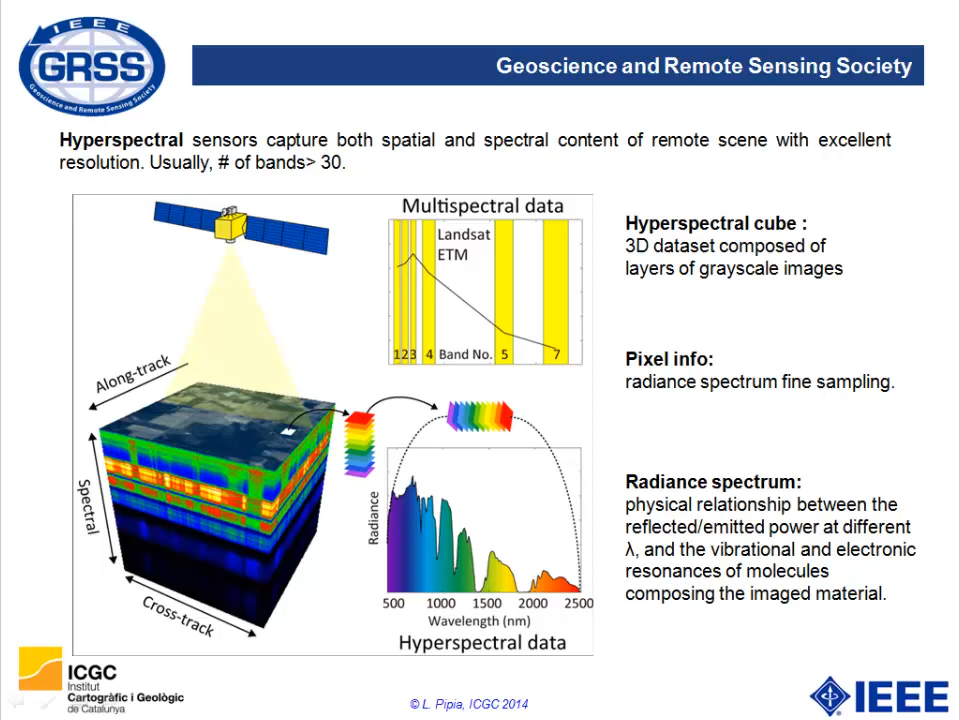 IEEE
GRSS
Geoscience and Remote Sensing Society
Geoscience and Remote Sensing Society
Hyperspectral sensors capture both spatial and spectral content of remote scene with excellent
resolution. Usually, # of bands> 30.
Multispectral data
Landsat
ETM
1 2 3 4 Band No. 5 7
Along-track
Spectral
Cross-track
Radiance
500 1000 1500 2000 2500
Wavelength (nm)
Hyperspectral data
Hyperspectral cube :
3D dataset composed of
layers of grayscale images
Pixel info:
radiance spectrum fine sampling.
Radiance spectrum:
physical relationship between the
reflected/emitted power at different
λ, and the vibrational and electronic
resonances of molecules
composing the imaged material.
ICGC
Institut
Cartogràfic i Geològic
de Catalunya
© L. Pipia, ICGC 2014
IEEE